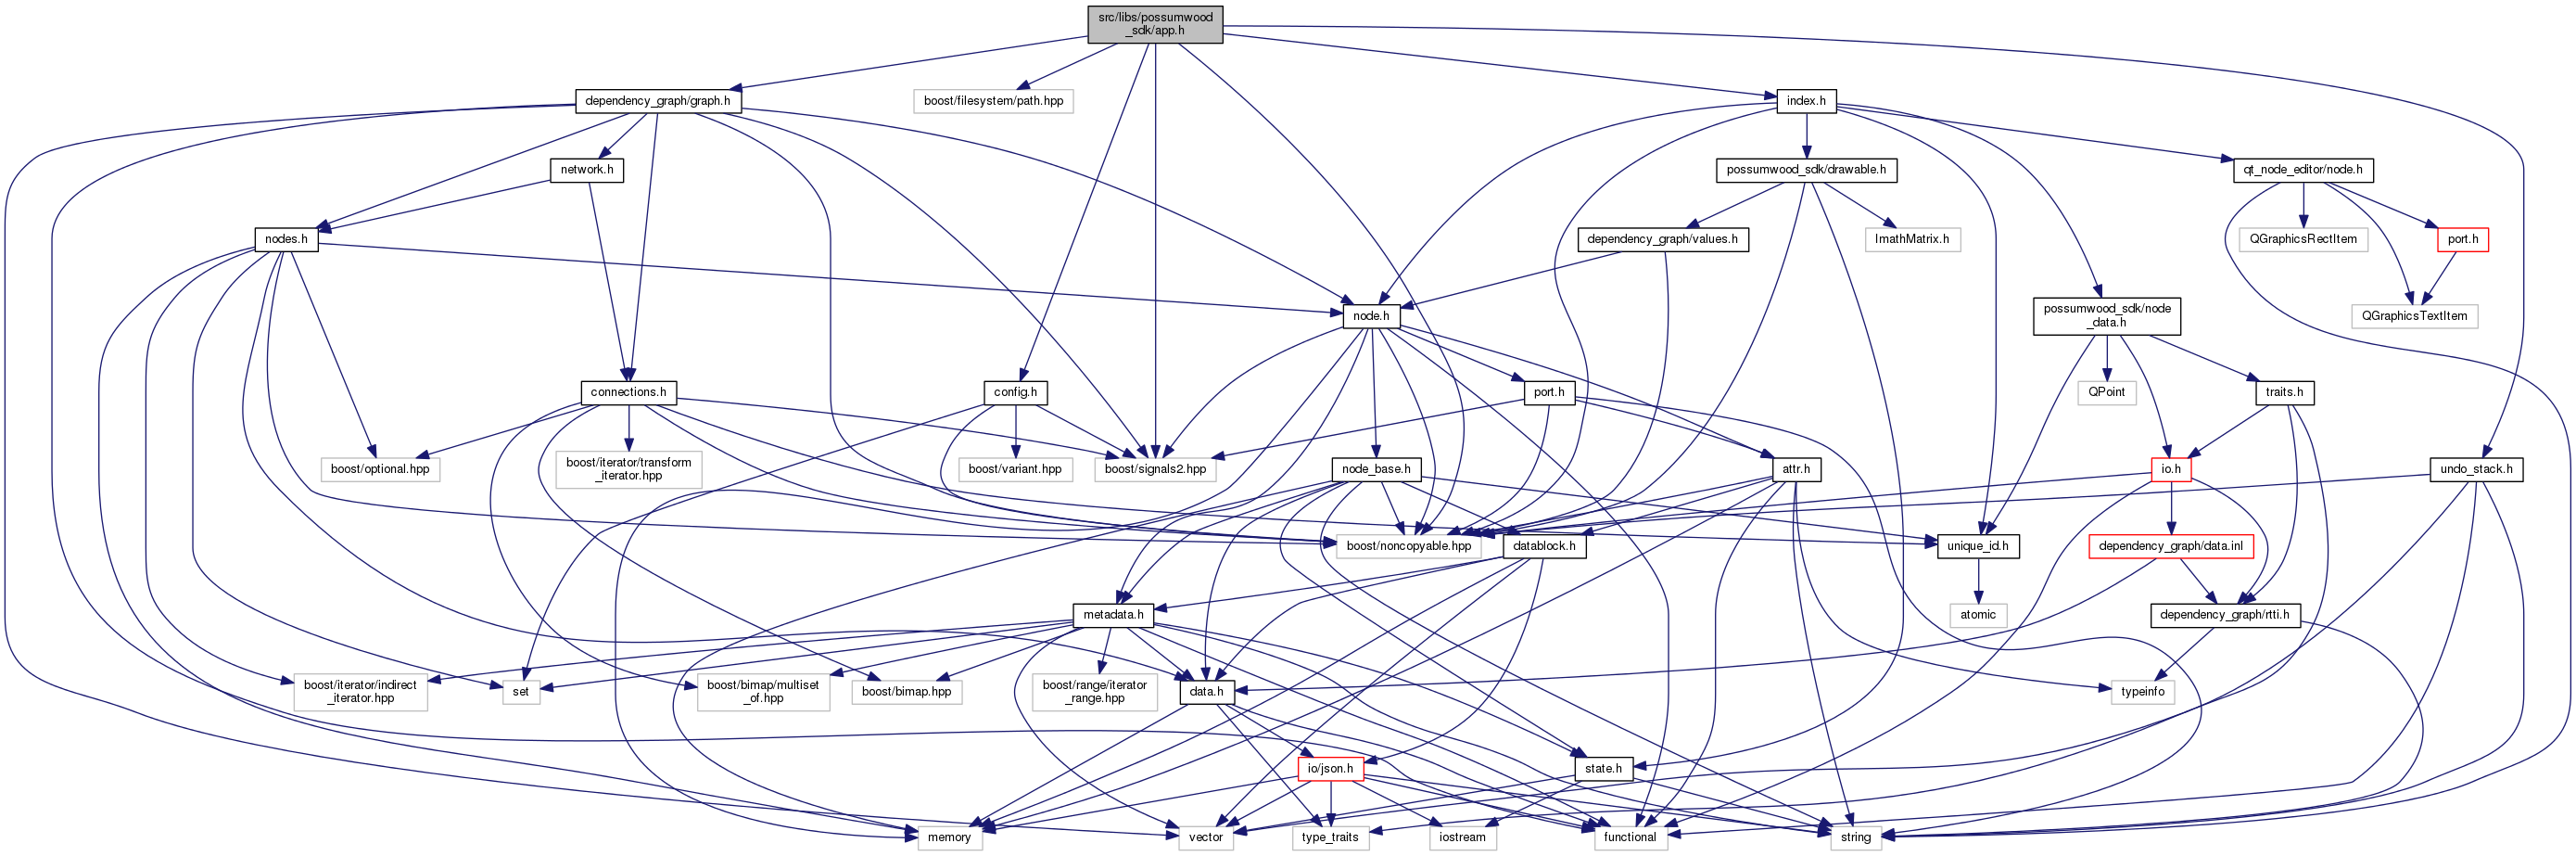 src/libs/possumwood
_sdk/app.h
dependency_graph/graph.h
boost/filesystem/path.hpp
index.h
network.h
possumwood_sdk/drawable.h
qt_node_editor/node.h
nodes.h
dependency_graph/values.h
ImathMatrix.h
QGraphicsRectItem
port.h
node.h
possumwood_sdk/node
_data.h
QGraphicsTextItem
connections.h
config.h
port.h
QPoint
traits.h
boost/optional.hpp
boost/iterator/transform
_iterator.hpp
boost/variant.hpp
boost/signals2.hpp
node_base.h
attr.h
io.h
undo_stack.h
boost/noncopyable.hpp
datablock.h
unique_id.h
dependency_graph/data.inl
metadata.h
atomic
dependency_graph/rtti.h
boost/iterator/indirect
_iterator.hpp
set
boost/bimap/multiset
_of.hpp
boost/bimap.hpp
boost/range/iterator
_range.hpp
data.h
typeinfo
io/json.h
state.h
memory
vector
type_traits
iostream
functional
string